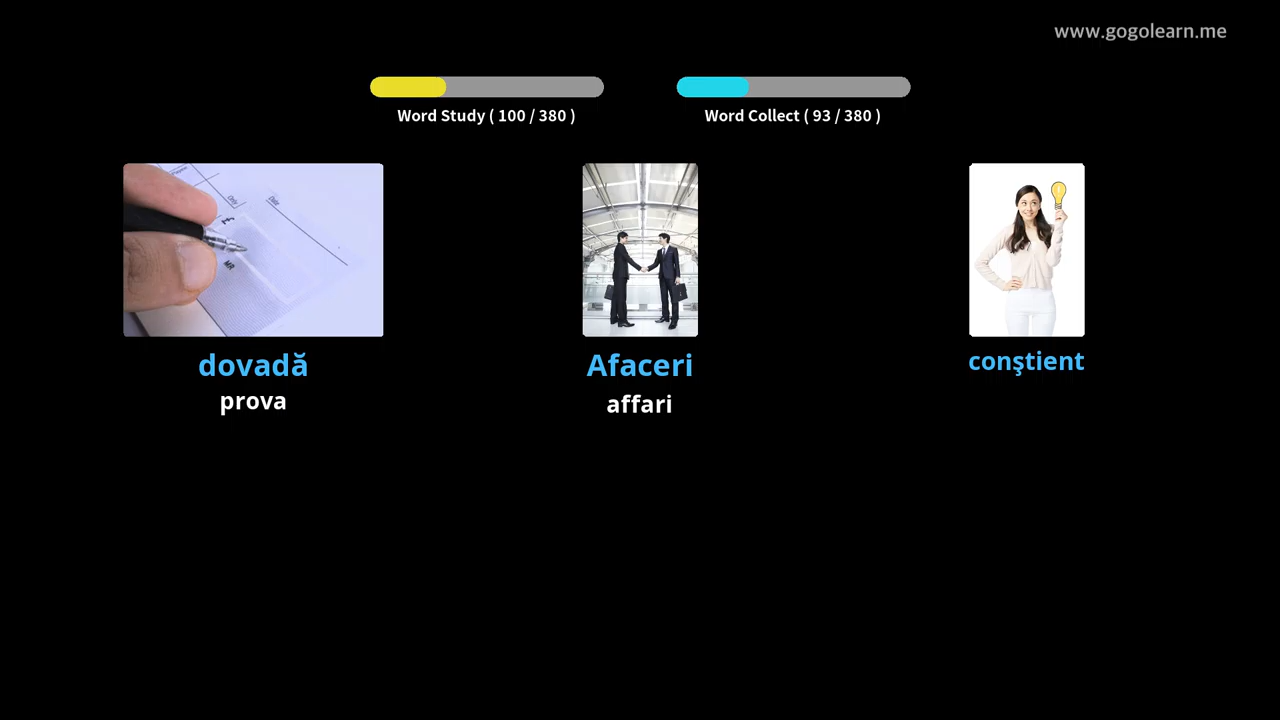 www.gogolearn.me
Word Study ( 100 / 380 )
Word Collect ( 93 / 380 )
dovadă
prova
Afaceri
affari
conştient